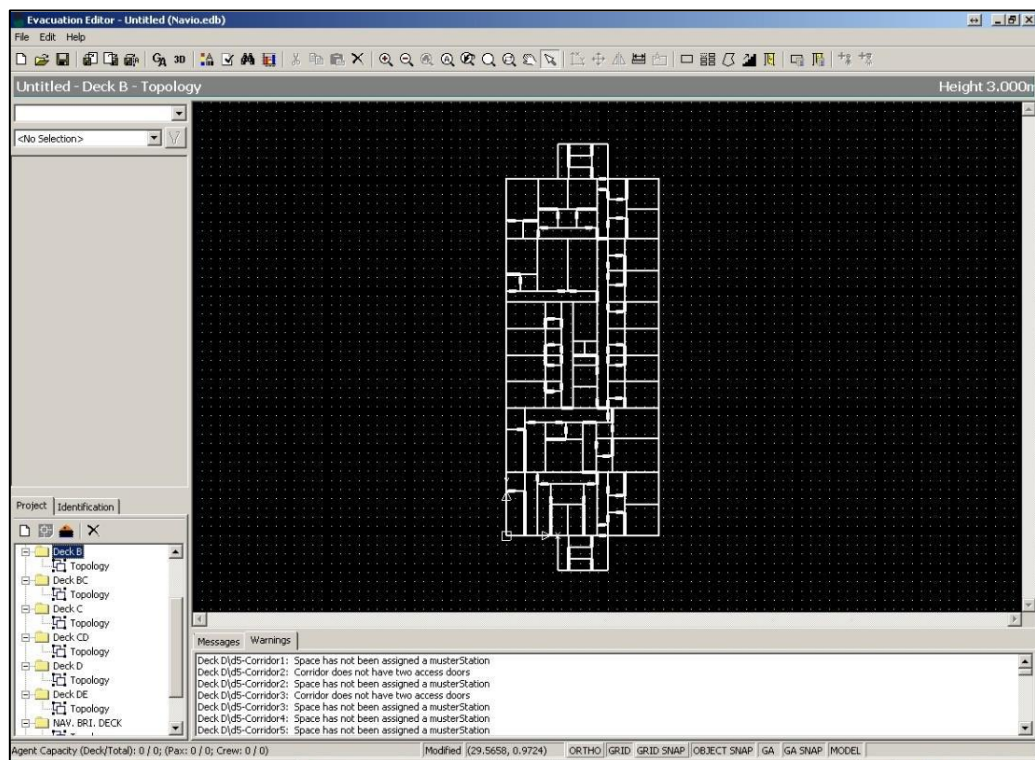 Evacuation Editor - Untitled (Navio.edb)
File Edit Help
GA 3D
Untitled - Deck B - Topology Height 3.000m
<No Selection>
Project Identification
Deck B
Topology
Deck BC
Topology
Deck C
Topology
Deck CD
Topology
Deck D
Topology
Deck DE
Topology
NAV. BRI. DECK
Messages Warnings
Deck D\d5-Corridor1: Space has not been assigned a musterStation
Deck D\d5-Corridor2: Corridor does not have two access doors
Deck D\d5-Corridor2: Space has not been assigned a musterStation
Deck D\d5-Corridor3: Corridor does not have two access doors
Deck D\d5-Corridor3: Space has not been assigned a musterStation
Deck D\d5-Corridor4: Space has not been assigned a musterStation
Deck D\d5-Corridor5: Space has not been assigned a musterStation
Agent Capacity (Deck/Total): 0 / 0; (Pax: 0 / 0; Crew: 0 / 0) Modified (29.5658, 0.9724) ORTHO GRID GRID SNAP OBJECT SNAP GA GA SNAP MODEL